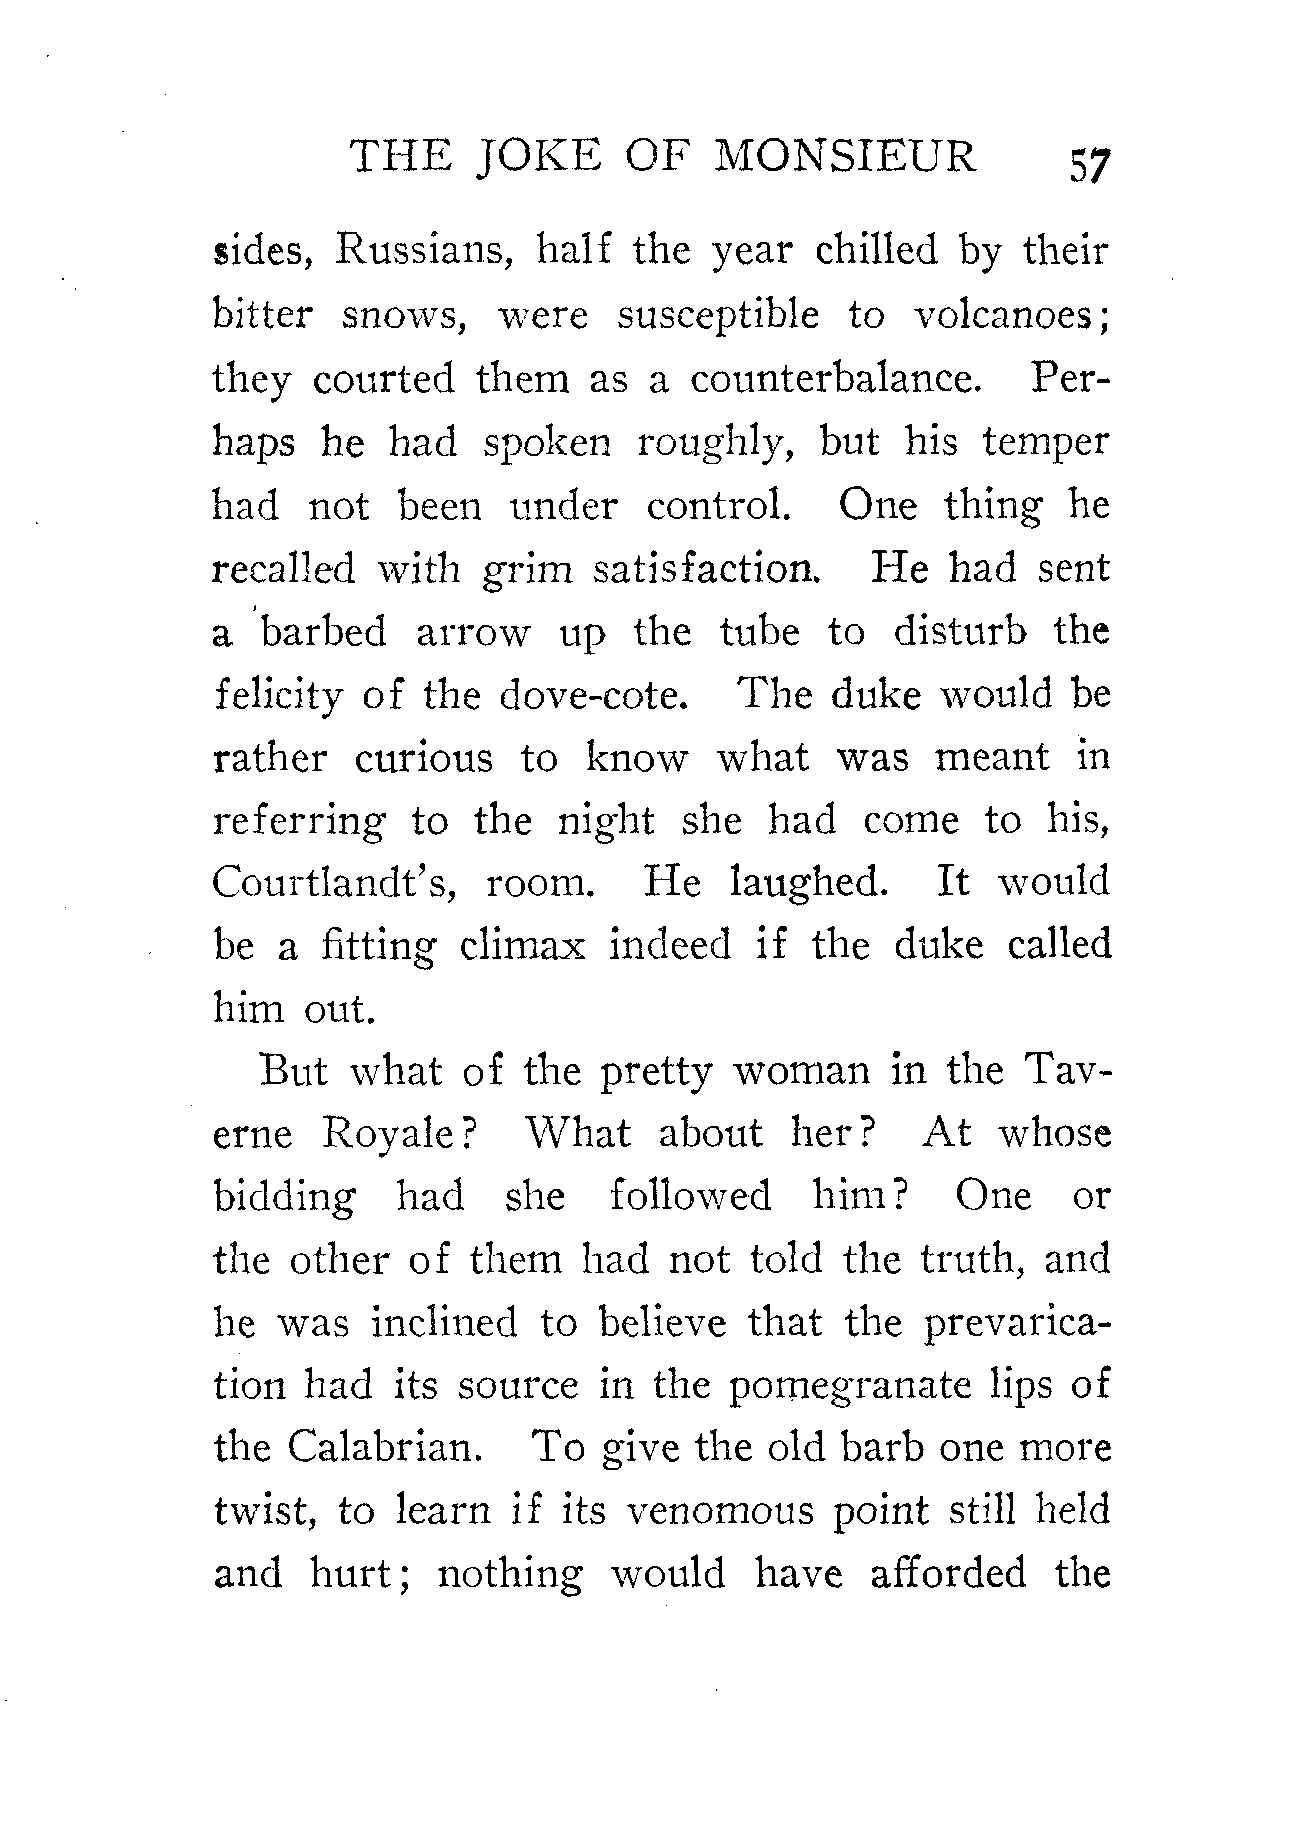 THE JOKE OF MONSIEUR 57
sides, Russians, half the year chilled by their
bitter snows, were susceptible to volcanoes;
they courted them as a counterbalance. Per-
haps he had spoken roughly, but his temper
had not been under control. One thing he
recalled with grim satisfaction. He had sent
a barbed arrow up the tube to disturb the
felicity of the dove-cote. The duke would be
rather curious to know what was meant in
referring to the night she had come to his,
Courtlandt's, room. He laughed. It would
be a fitting climax indeed if the duke called
him out.
But what of the pretty woman in the Tav-
erne Royale? What about her? At whose
bidding had she followed him? One or
the other of them had not told the truth, and
he was inclined to believe that the prevarica-
tion had its source in the pomegranate lips of
the Calabrian. To give the old barb one more
twist, to learn if its venomous point still held
and hurt; nothing would have afforded the